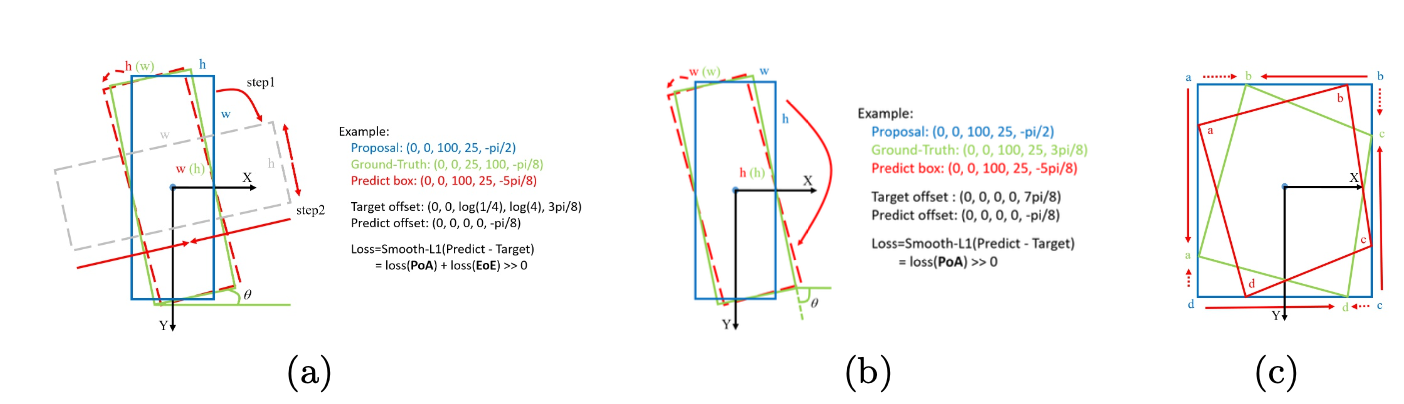 h (w)
h
step1
w
w
h
w (h)
X
step2
θ
Y
Example:
Proposal: (0, 0, 100, 25, -pi/2)
Ground-Truth: (0, 0, 25, 100, -pi/8)
Predict box: (0, 0, 100, 25, -5pi/8)
Target offset: (0, 0, log(1/4), log(4), 3pi/8)
Predict offset: (0, 0, 0, 0, -pi/8)
Loss=Smooth-L1(Predict - Target)
= loss(PoA) + loss(EoE) >> 0
(a)
w (w)
w
h
h (h)
X
θ
Y
Example:
Proposal: (0, 0, 100, 25, -pi/2)
Ground-Truth: (0, 0, 100, 25, 3pi/8)
Predict box: (0, 0, 100, 25, -5pi/8)
Target offset : (0, 0, 0, 0, 7pi/8)
Predict offset: (0, 0, 0, 0, -pi/8)
Loss=Smooth-L1(Predict - Target)
= loss(PoA) >> 0
(b)
a
b
b
b
a
c
X
c
a
d
d
Y
d
c
(c)